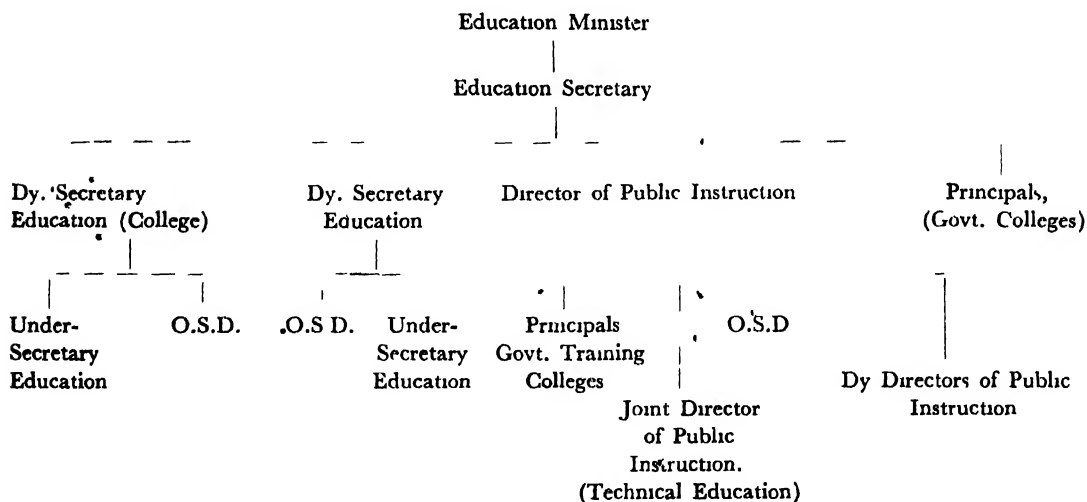 Education Minister
Education Secretary
Dy. Secretary
Education (College)
Dy. Secretary
Education
Director of Public Instruction
Principals,
(Govt. Colleges)
Under-
Secretary
Education
O.S.D.
.O.S D.
Under-
Secretary
Education
Principals
Govt. Training
Colleges
O.S.D
Joint Director
of Public
Instruction.
(Technical Education)
Dy Directors of Public
Instruction